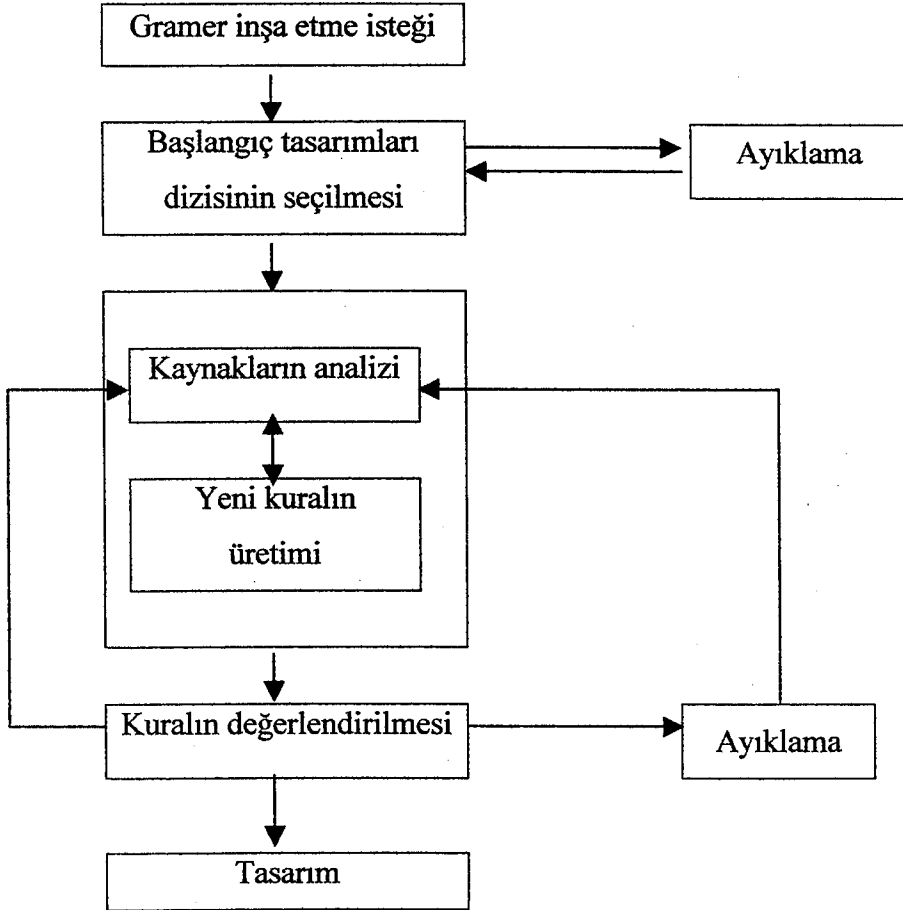 Gramer inşa etme isteği
Başlangıç tasarımları
dizisinin seçilmesi
Ayıklama
Kaynakların analizi
Yeni kuralın
üretimi
Kuralın değerlendirilmesi
Ayıklama
Tasarım